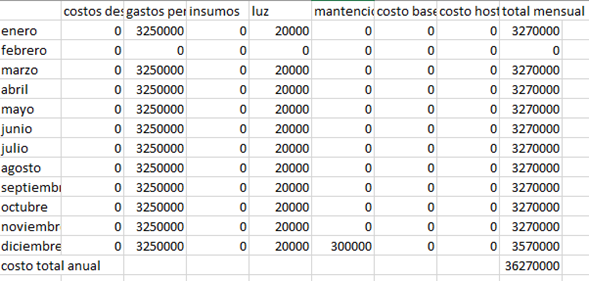 costos des gastos per insumos luz mantencio costo base costo host total mensual
enero 0 3250000 0 20000 0 0 0 3270000
febrero 0 0 0 0 0 0 0 0
marzo 0 3250000 0 20000 0 0 0 3270000
abril 0 3250000 0 20000 0 0 0 3270000
mayo 0 3250000 0 20000 0 0 0 3270000
junio 0 3250000 0 20000 0 0 0 3270000
julio 0 3250000 0 20000 0 0 0 3270000
agosto 0 3250000 0 20000 0 0 0 3270000
septiembr 0 3250000 0 20000 0 0 0 3270000
octubre 0 3250000 0 20000 0 0 0 3270000
noviembr 0 3250000 0 20000 0 0 0 3270000
diciembre 0 3250000 0 20000 300000 0 0 3570000
costo total anual 36270000